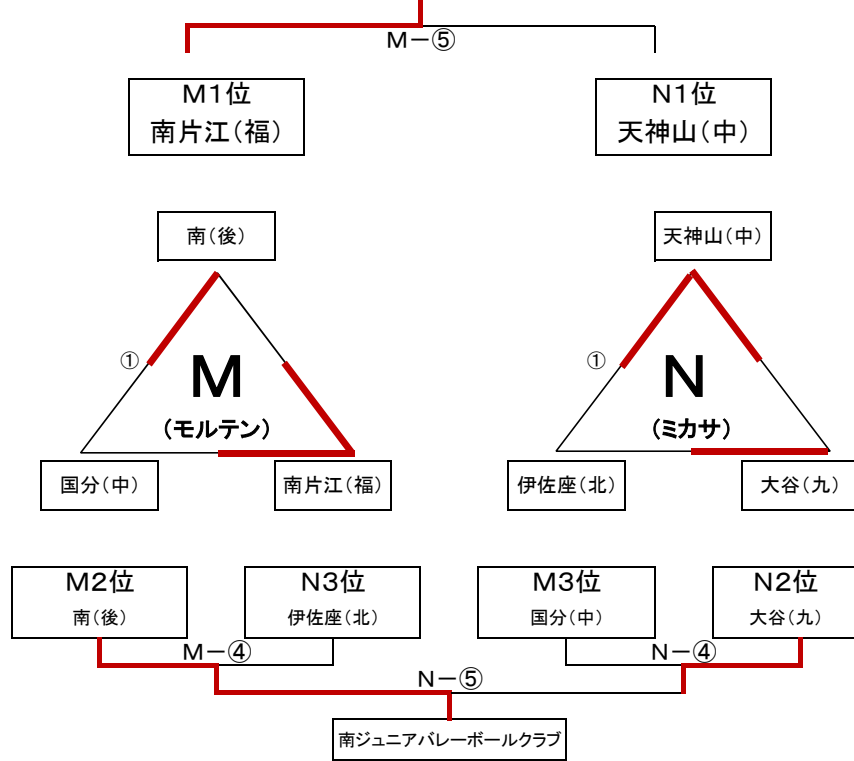 M－⑤
M1位
南片江（福）
N1位
天神山（中）
南（後）
天神山（中）
①
M
（モルテン）
①
N
（ミカサ）
国分（中）
南片江（福）
伊佐座（北）
大谷（九）
M2位
南（後）
N3位
伊佐座（北）
M3位
国分（中）
N2位
大谷（九）
M－④
N－④
N－⑤
南ジュニアバレーボールクラブ